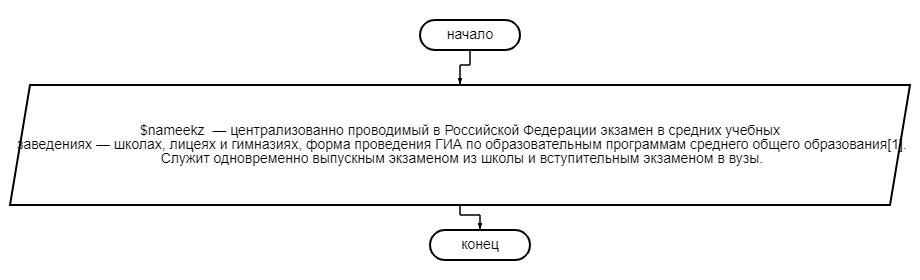 начало
$nameekz — централизованно проводимый в Российской Федерации экзамен в средних учебных
заведениях — школах, лицеях и гимназиях, форма проведения ГИА по образовательным программам среднего общего образования[1].
Служит одновременно выпускным экзаменом из школы и вступительным экзаменом в вузы.
конец